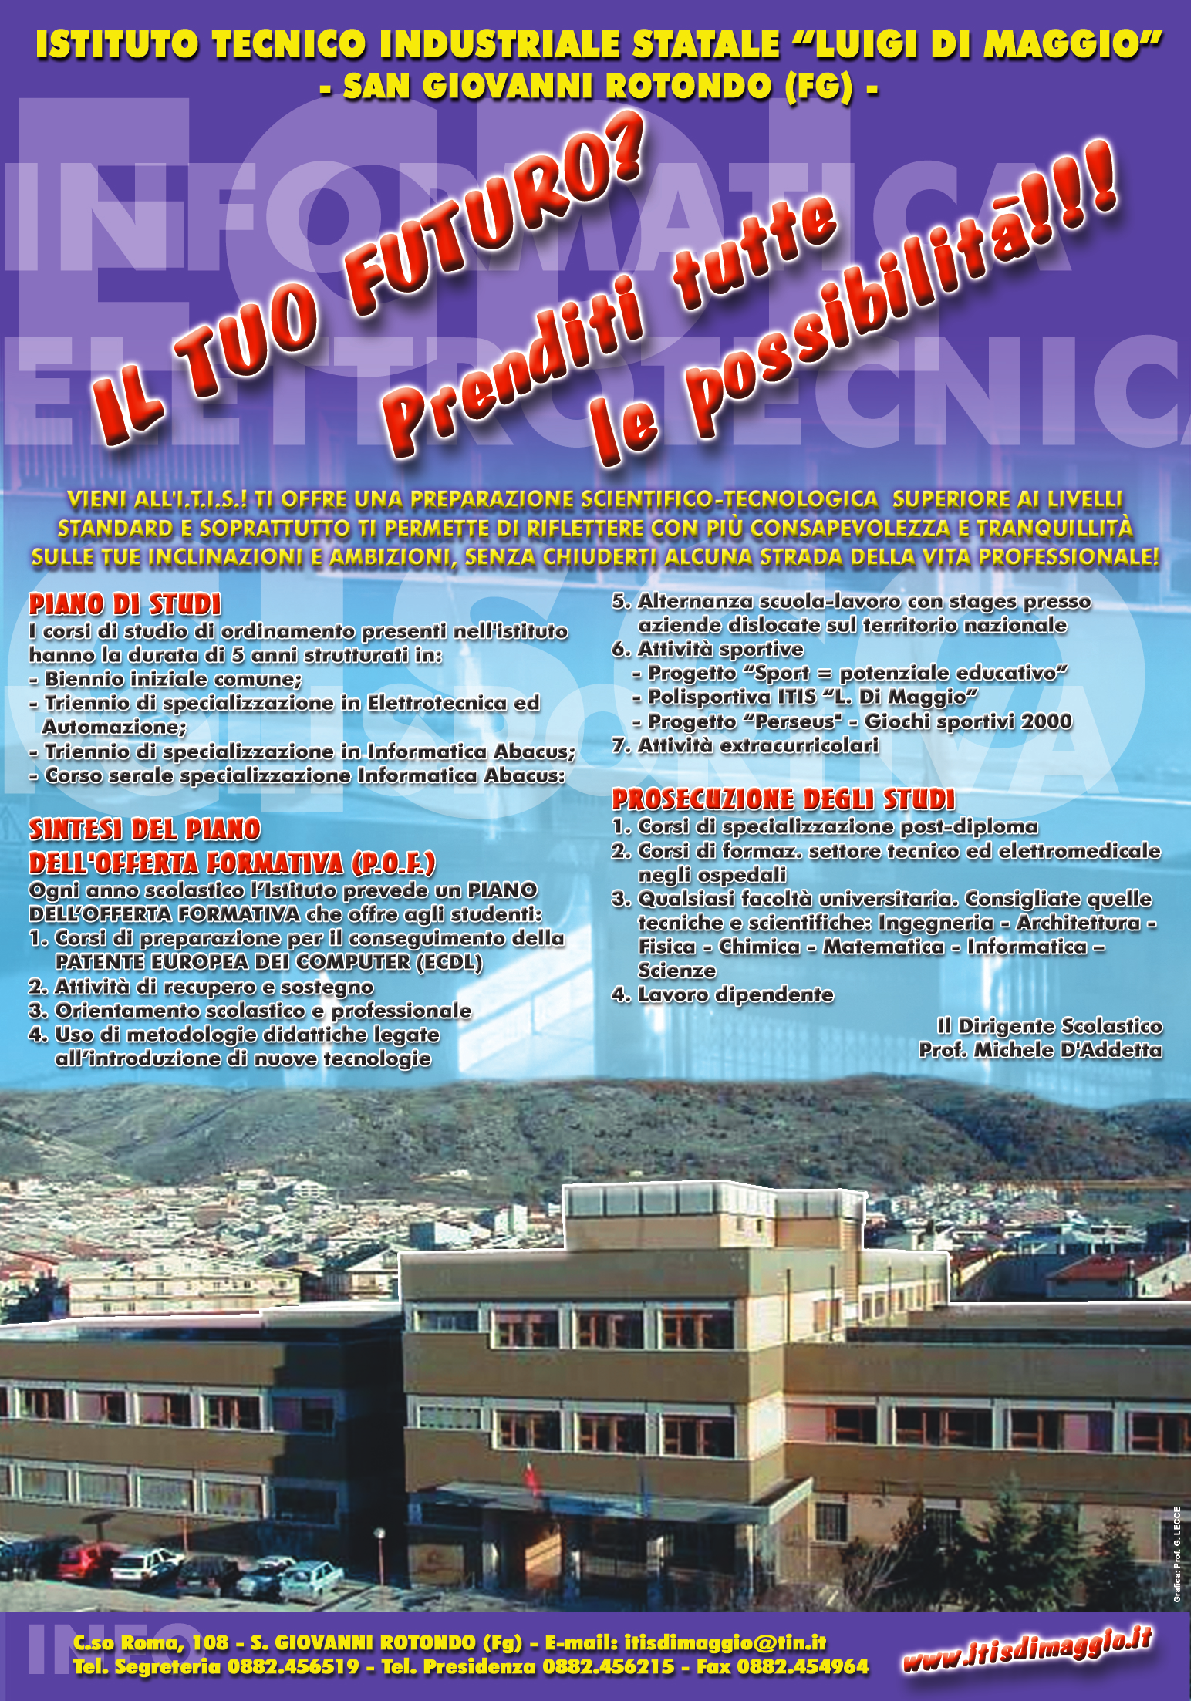 ISTITUTO TECNICO INDUSTRIALE STATALE “LUIGI DI MAGGIO”
- SAN GIOVANNI ROTONDO (FG) -
ECDL
INFORMATICA
ELETTROTECNICA
IL TUO FUTURO?
Prenditi tutte
le possibilità!!!
VIENI ALL'I.T.I.S.! TI OFFRE UNA PREPARAZIONE SCIENTIFICO-TECNOLOGICA SUPERIORE AI LIVELLI
STANDARD E SOPRATTUTTO TI PERMETTE DI RIFLETTERE CON PIÙ CONSAPEVOLEZZA E TRANQUILLITÀ
SULLE TUE INCLINAZIONI E AMBIZIONI, SENZA CHIUDERTI ALCUNA STRADA DELLA VITA PROFESSIONALE!
PIANO DI STUDI
I corsi di studio di ordinamento presenti nell'istituto
hanno la durata di 5 anni strutturati in:
- Biennio iniziale comune;
- Triennio di specializzazione in Elettrotecnica ed
Automazione;
- Triennio di specializzazione in Informatica Abacus;
- Corso serale specializzazione Informatica Abacus:
SINTESI DEL PIANO
DELL'OFFERTA FORMATIVA (P.O.F.)
Ogni anno scolastico l’Istituto prevede un PIANO
DELL’OFFERTA FORMATIVA che offre agli studenti:
1. Corsi di preparazione per il conseguimento della
PATENTE EUROPEA DEI COMPUTER (ECDL)
2. Attività di recupero e sostegno
3. Orientamento scolastico e professionale
4. Uso di metodologie didattiche legate
all’introduzione di nuove tecnologie
5. Alternanza scuola-lavoro con stages presso
aziende dislocate sul territorio nazionale
6. Attività sportive
- Progetto “Sport = potenziale educativo”
- Polisportiva ITIS “L. Di Maggio”
- Progetto “Perseus" - Giochi sportivi 2000
7. Attività extracurricolari
PROSECUZIONE DEGLI STUDI
1. Corsi di specializzazione post-diploma
2. Corsi di formaz. settore tecnico ed elettromedicale
negli ospedali
3. Qualsiasi facoltà universitaria. Consigliate quelle
tecniche e scientifiche: Ingegneria - Architettura -
Fisica - Chimica - Matematica - Informatica –
Scienze
4. Lavoro dipendente
Il Dirigente Scolastico
Prof. Michele D'Addetta
Grafica: Prof. G. LECCE
INFO
C.so Roma, 108 - S. GIOVANNI ROTONDO (Fg) - E-mail: itisdimaggio@tin.it
Tel. Segreteria 0882.456519 - Tel. Presidenza 0882.456215 - Fax 0882.454964
www.itisdimaggio.it